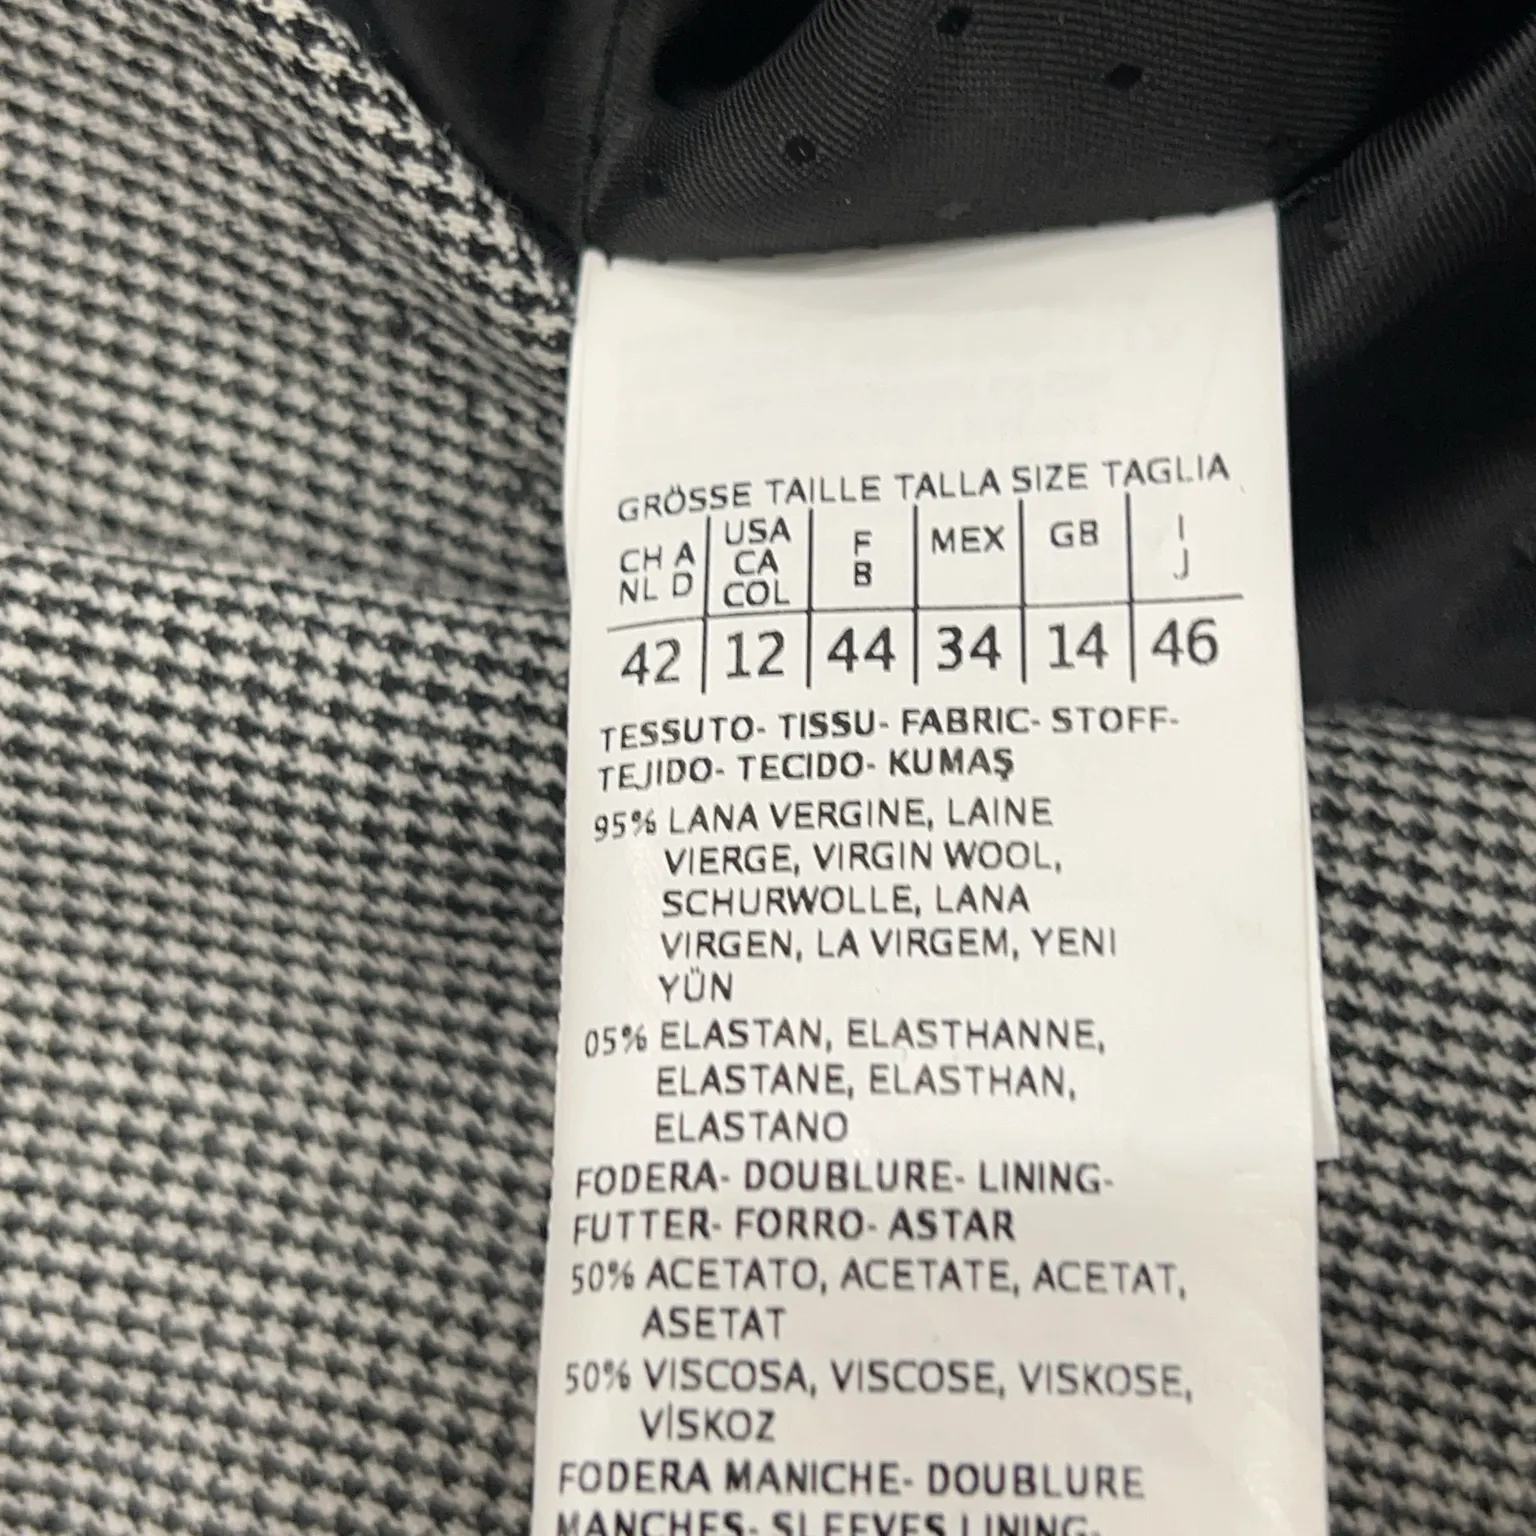 GRÖSSE TAILLE TALLA SIZE TAGLIA
CH A NL D | USA CA COL | F B | MEX | GB | I J
42 | 12 | 44 | 34 | 14 | 46
TESSUTO- TISSU- FABRIC- STOFF-
TEJIDO- TECIDO- KUMAŞ
95% LANA VERGINE, LAINE
VIERGE, VIRGIN WOOL,
SCHURWOLLE, LANA
VIRGEN, LA VIRGEM, YENI
YÜN
05% ELASTAN, ELASTHANNE,
ELASTANE, ELASTHAN,
ELASTANO
FODERA- DOUBLURE- LINING-
FUTTER- FORRO- ASTAR
50% ACETATO, ACETATE, ACETAT,
ASETAT
50% VISCOSA, VISCOSE, VISKOSE,
VİSKOZ
FODERA MANICHE- DOUBLURE
MANCHES- SLEEVES LINING-